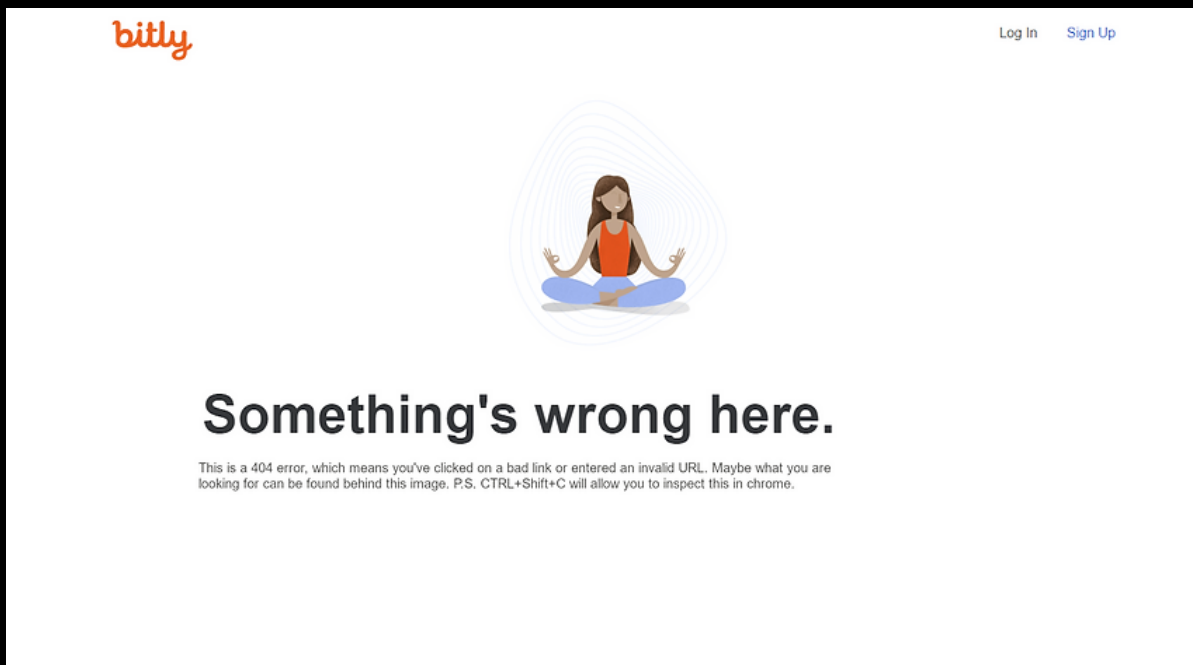 bitly
Log In Sign Up
Something's wrong here.
This is a 404 error, which means you've clicked on a bad link or entered an invalid URL. Maybe what you are
looking for can be found behind this image. P.S. CTRL+Shift+C will allow you to inspect this in chrome.